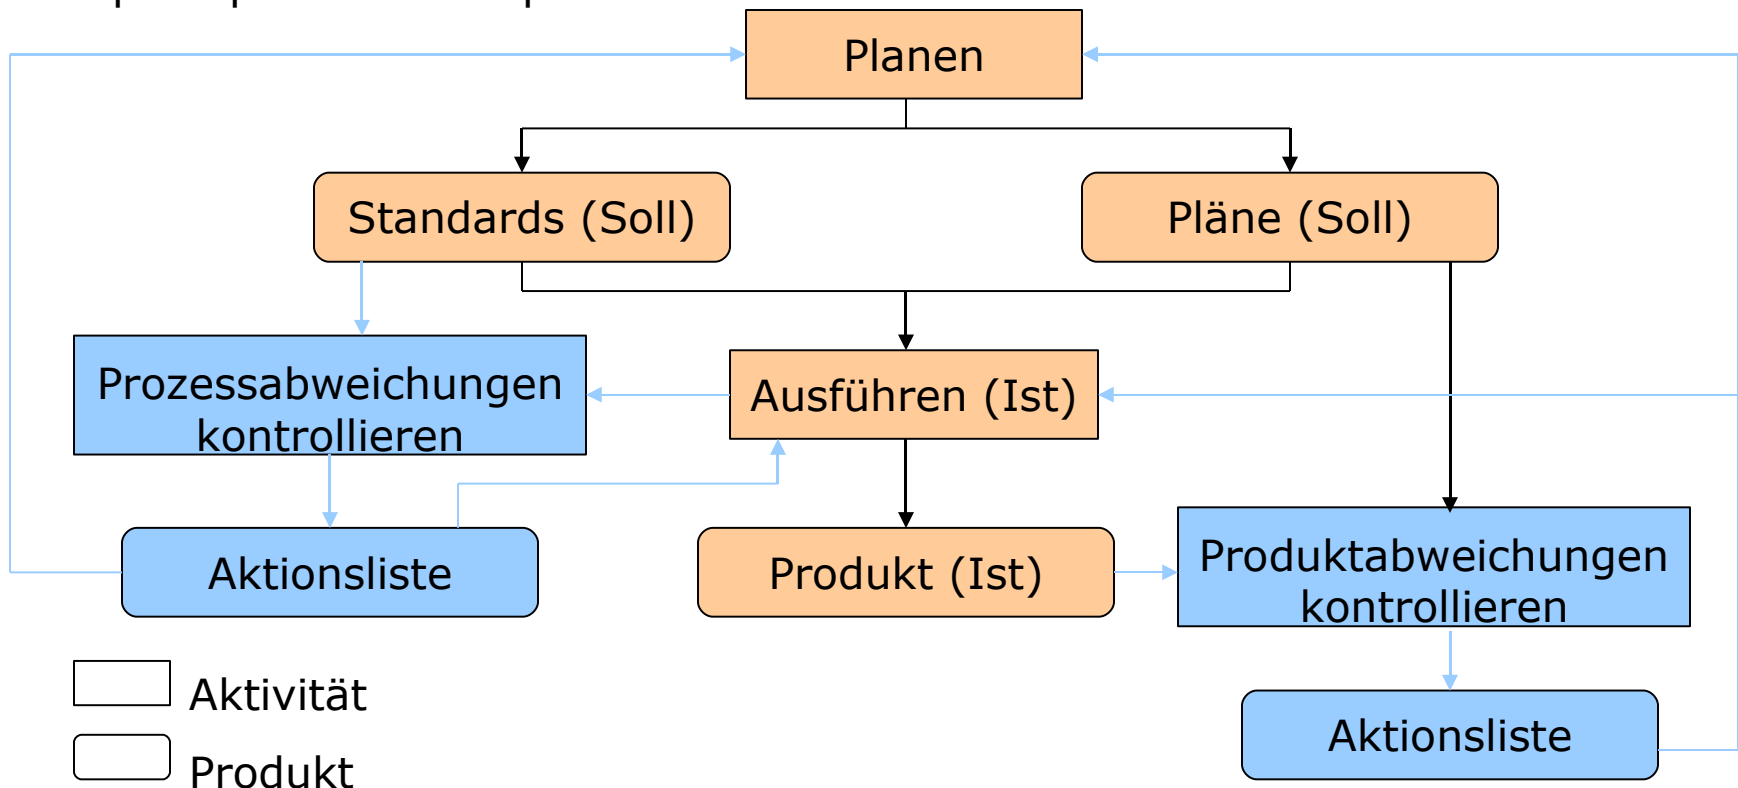 Planen
Standards (Soll)
Pläne (Soll)
Prozessabweichungen
kontrollieren
Ausführen (Ist)
Aktionsliste
Produkt (Ist)
Produktabweichungen
kontrollieren
Aktionsliste
Aktivität
Produkt